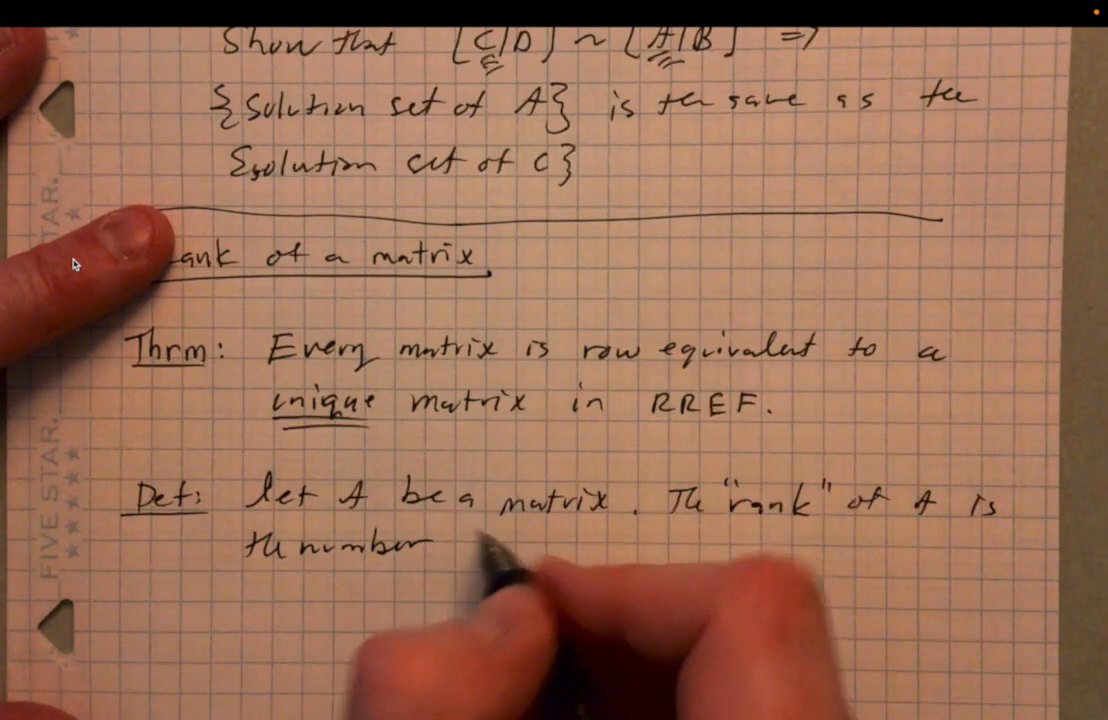 Show that [C|D] ~ [A|B] =>
{Solution set of A} is the same as the
{solution set of C}
ank of a matrix
Thrm: Every matrix is row equivalent to a
unique matrix in RREF.
Def: let A be a matrix. The "rank" of A is
the number
FIVE STAR.
TAR.